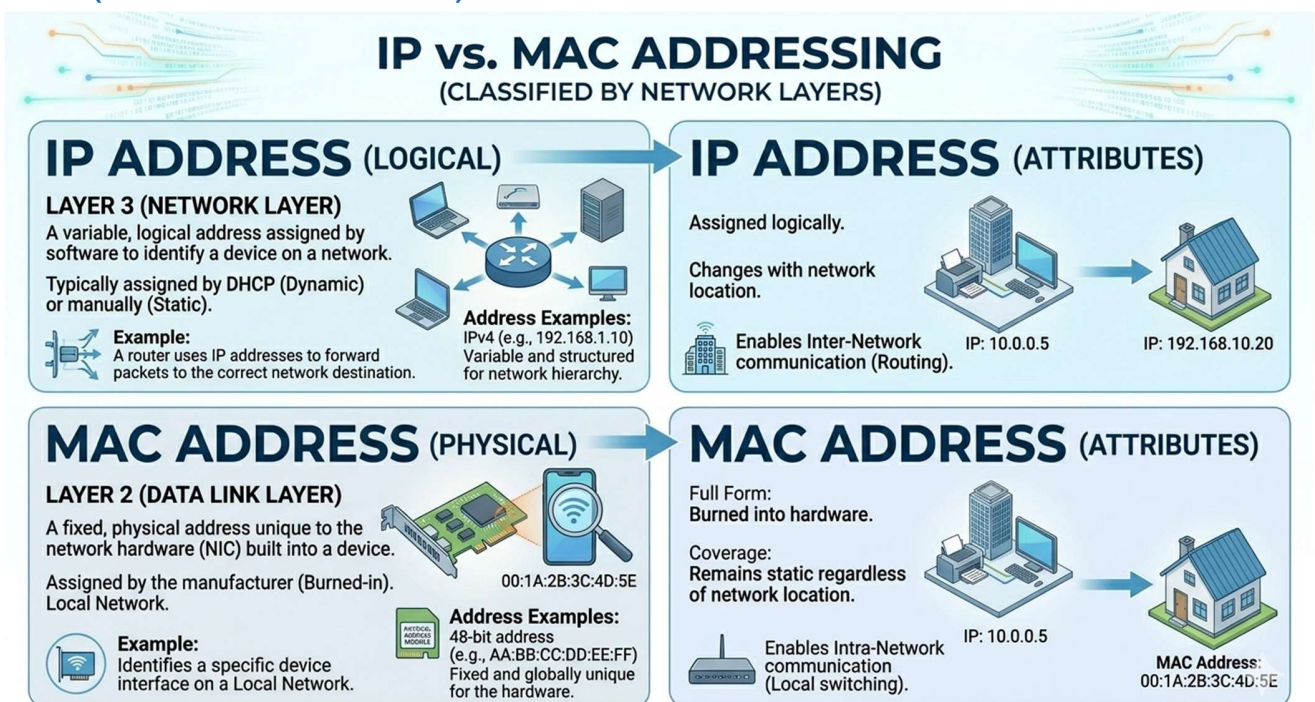 IP vs. MAC ADDRESSING
(CLASSIFIED BY NETWORK LAYERS)
IP ADDRESS (LOGICAL)
LAYER 3 (NETWORK LAYER)
A variable, logical address assigned by
software to identify a device on a network.
Typically assigned by DHCP (Dynamic)
or manually (Static).
Example:
A router uses IP addresses to forward
packets to the correct network destination.
Address Examples:
IPv4 (e.g., 192.168.1.10)
Variable and structured
for network hierarchy.
IP ADDRESS (ATTRIBUTES)
Assigned logically.
Changes with network
location.
Enables Inter-Network
communication (Routing).
IP: 10.0.0.5
IP: 192.168.10.20
MAC ADDRESS (PHYSICAL)
LAYER 2 (DATA LINK LAYER)
A fixed, physical address unique to the
network hardware (NIC) built into a device.
Assigned by the manufacturer (Burned-in).
Local Network.
Example:
Identifies a specific device
interface on a Local Network.
00:1A:2B:3C:4D:5E
Address Examples:
48-bit address
(e.g., AA:BB:CC:DD:EE:FF)
Fixed and globally unique
for the hardware.
MAC ADDRESS (ATTRIBUTES)
Full Form:
Burned into hardware.
Coverage:
Remains static regardless
of network location.
Enables Intra-Network
communication
(Local switching).
IP: 10.0.0.5
MAC Address:
00:1A:2B:3C:4D:5E